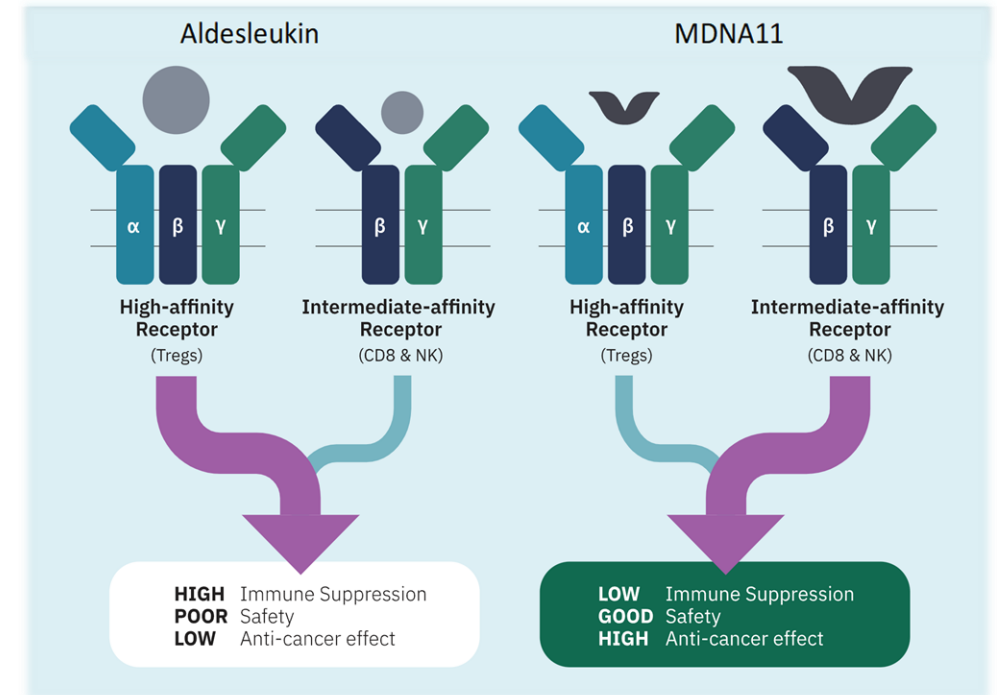 Aldesleukin
MDNA11
α β γ
β γ
α β γ
β γ
High-affinity
Receptor
(Tregs)
Intermediate-affinity
Receptor
(CD8 & NK)
High-affinity
Receptor
(Tregs)
Intermediate-affinity
Receptor
(CD8 & NK)
HIGH Immune Suppression
POOR Safety
LOW Anti-cancer effect
LOW Immune Suppression
GOOD Safety
HIGH Anti-cancer effect